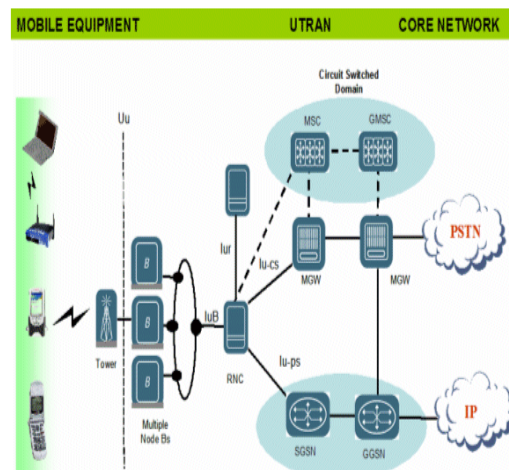 MOBILE EQUIPMENT UTRAN CORE NETWORK
Circuit Switched
Domain
Uu
MSC GMSC
PSTN
Iur
Iu-cs
MGW MGW
B
B
B
IuB
Tower
RNC
Iu-ps
Multiple
Node Bs
SGSN GGSN
IP